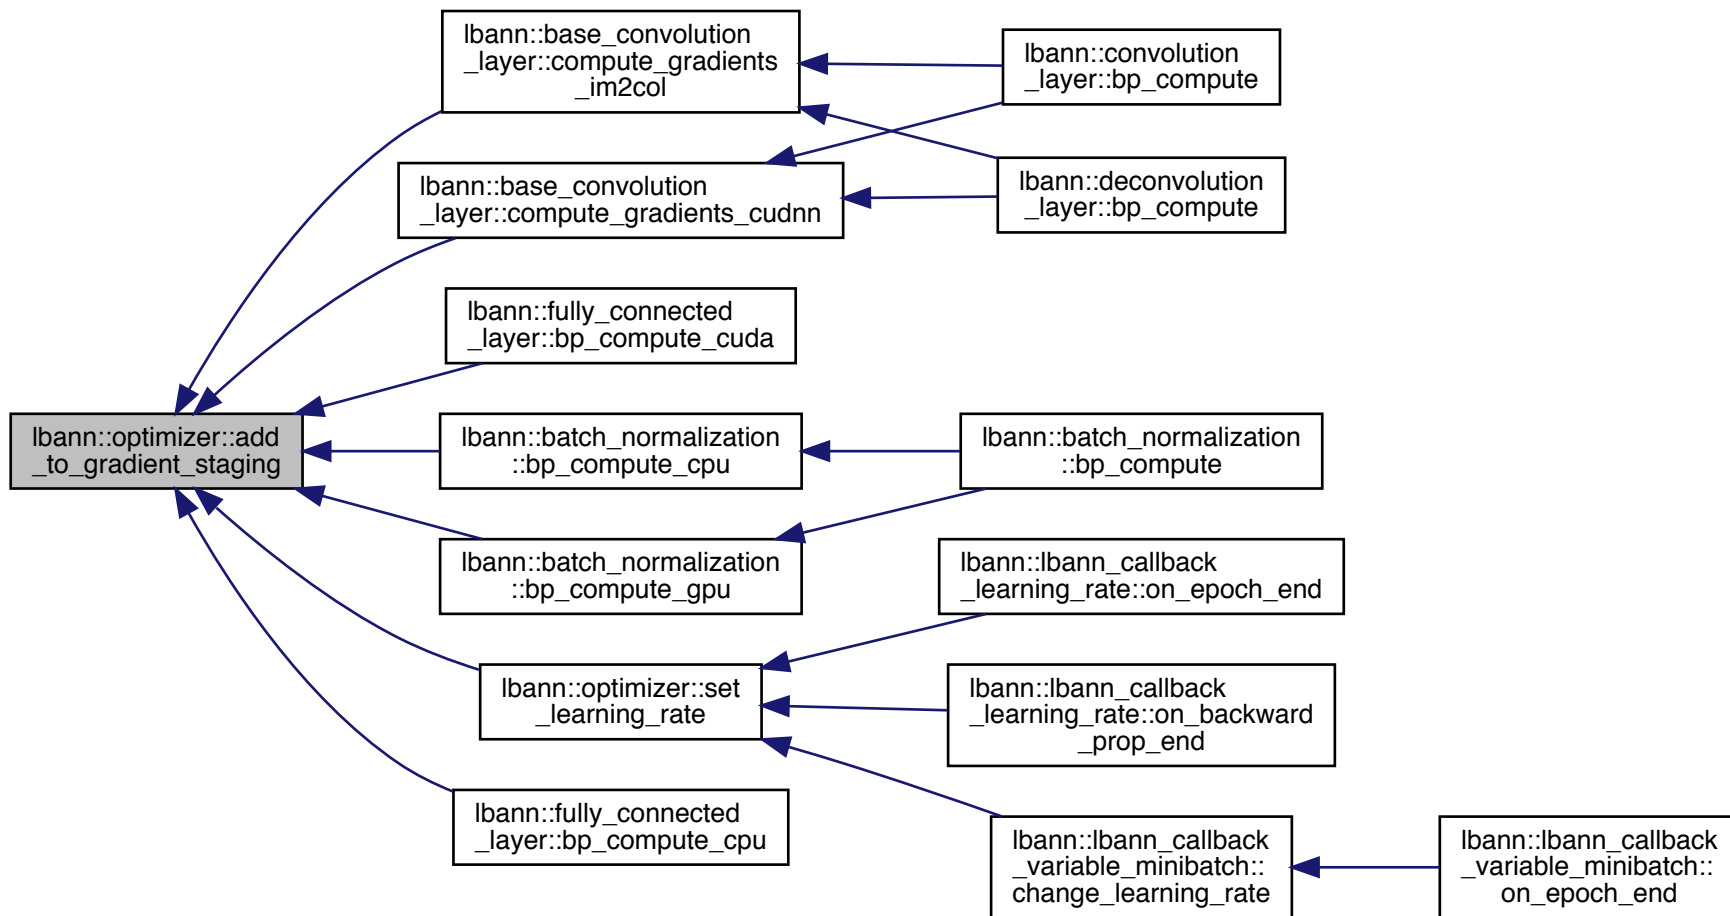 lbann::base_convolution
_layer::compute_gradients
_im2col
lbann::convolution
_layer::bp_compute
lbann::base_convolution
_layer::compute_gradients_cudnn
lbann::deconvolution
_layer::bp_compute
lbann::fully_connected
_layer::bp_compute_cuda
lbann::optimizer::add
_to_gradient_staging
lbann::batch_normalization
::bp_compute_cpu
lbann::batch_normalization
::bp_compute
lbann::batch_normalization
::bp_compute_gpu
lbann::lbann_callback
_learning_rate::on_epoch_end
lbann::optimizer::set
_learning_rate
lbann::lbann_callback
_learning_rate::on_backward
_prop_end
lbann::fully_connected
_layer::bp_compute_cpu
lbann::lbann_callback
_variable_minibatch::
change_learning_rate
lbann::lbann_callback
_variable_minibatch::
on_epoch_end